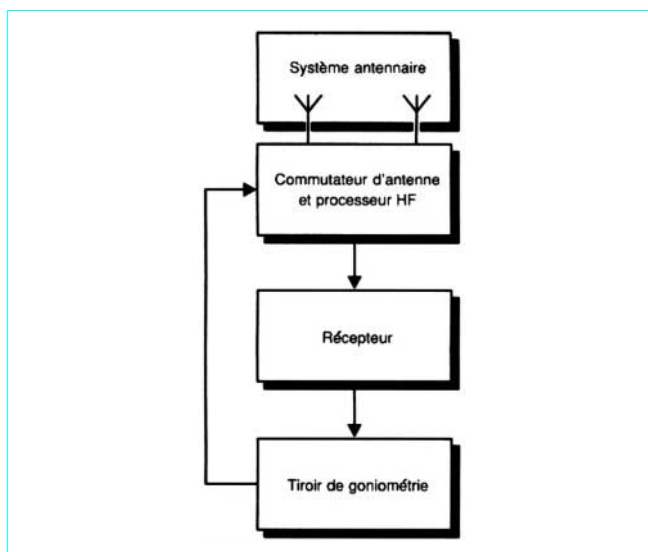 Système antennaire
Commutateur d'antenne
et processeur HF
Récepteur
Tiroir de goniométrie